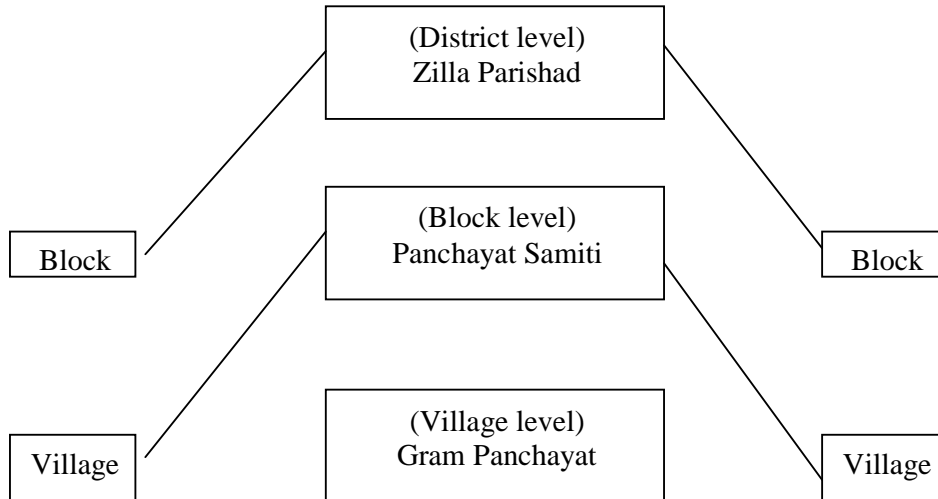 (District level)
Zilla Parishad
(Block level)
Block
Panchayat Samiti
Block
(Village level)
Village
Gram Panchayat
Village